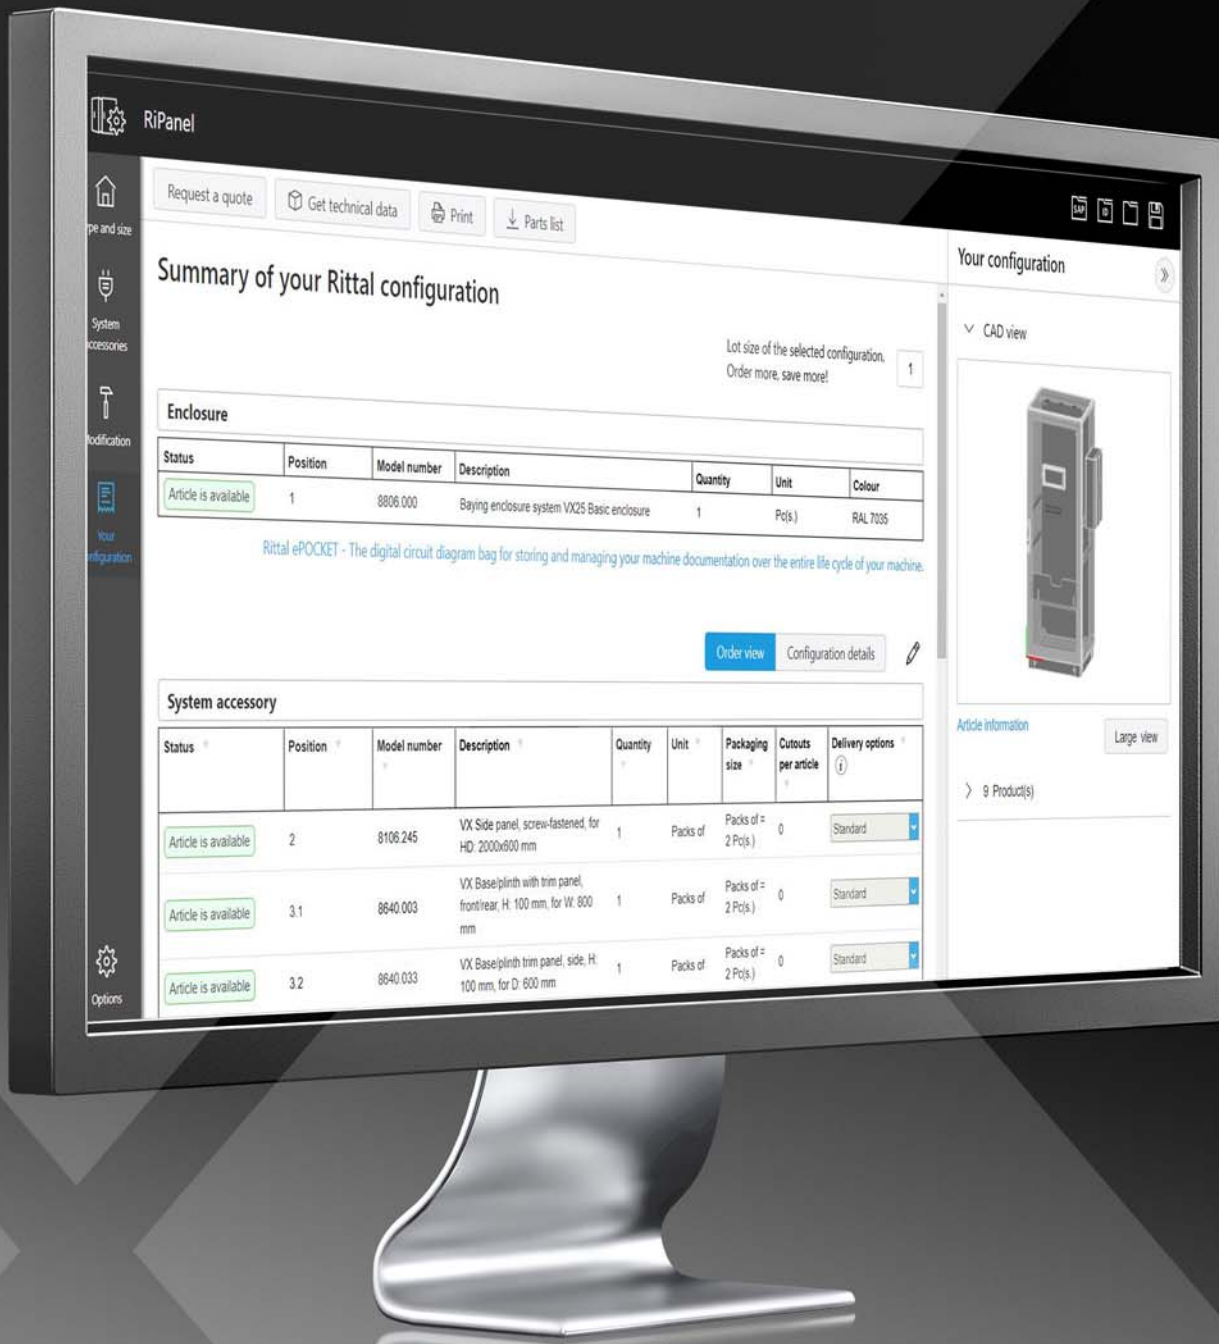 RiPanel
SAP ID
pe and size
System
ccessories
odification
Your
nfiguration
Options
Request a quote
Get technical data
Print
Parts list
Summary of your Rittal configuration
Lot size of the selected configuration.
Order more, save more!
1
Enclosure
Status Position Model number Description Quantity Unit Colour
Article is available 1 8806.000 Baying enclosure system VX25 Basic enclosure 1 Pc(s.) RAL 7035
Rittal ePOCKET - The digital circuit diagram bag for storing and managing your machine documentation over the entire life cycle of your machine.
Order view Configuration details
System accessory
Status Position Model number Description Quantity Unit Packaging size Cutouts per article Delivery options i
Article is available 2 8106.245 VX Side panel, screw-fastened, for HD: 2000x600 mm 1 Packs of Packs of = 2 Pc(s.) 0 Standard
Article is available 3.1 8640.003 VX Base/plinth with trim panel, front/rear, H: 100 mm, for W: 800 mm 1 Packs of Packs of = 2 Pc(s.) 0 Standard
Article is available 3.2 8640.033 VX Base/plinth trim panel, side, H: 100 mm, for D: 600 mm 1 Packs of Packs of = 2 Pc(s.) 0 Standard
Your configuration
CAD view
Article information
Large view
9 Product(s)